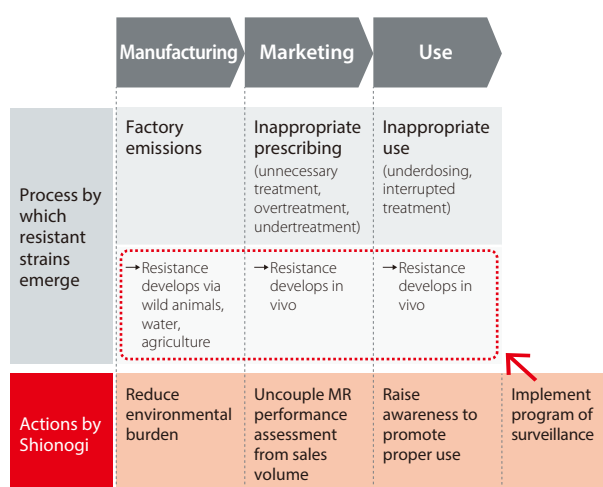 Manufacturing
Marketing
Use
Process by
which
resistant
strains
emerge
Factory
emissions
Inappropriate
prescribing
(unnecessary
treatment,
overtreatment,
undertreatment)
Inappropriate
use
(underdosing,
interrupted
treatment)
→Resistance
develops via
wild animals,
water,
agriculture
→Resistance
develops in
vivo
→Resistance
develops in
vivo
Actions by
Shionogi
Reduce
environmental
burden
Uncouple MR
performance
assessment
from sales
volume
Raise
awareness to
promote
proper use
Implement
program of
surveillance